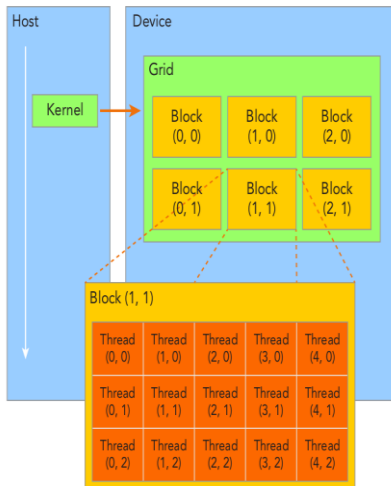 Host
Device
Grid
Kernel
Block Block Block
(0, 0) (1, 0) (2, 0)
Block Block Block
(0, 1) (1, 1) (2, 1)
Block (1, 1)
Thread Thread Thread Thread Thread
(0, 0) (1, 0) (2, 0) (3, 0) (4, 0)
Thread Thread Thread Thread Thread
(0, 1) (1, 1) (2, 1) (3, 1) (4, 1)
Thread Thread Thread Thread Thread
(0, 2) (1, 2) (2, 2) (3, 2) (4, 2)